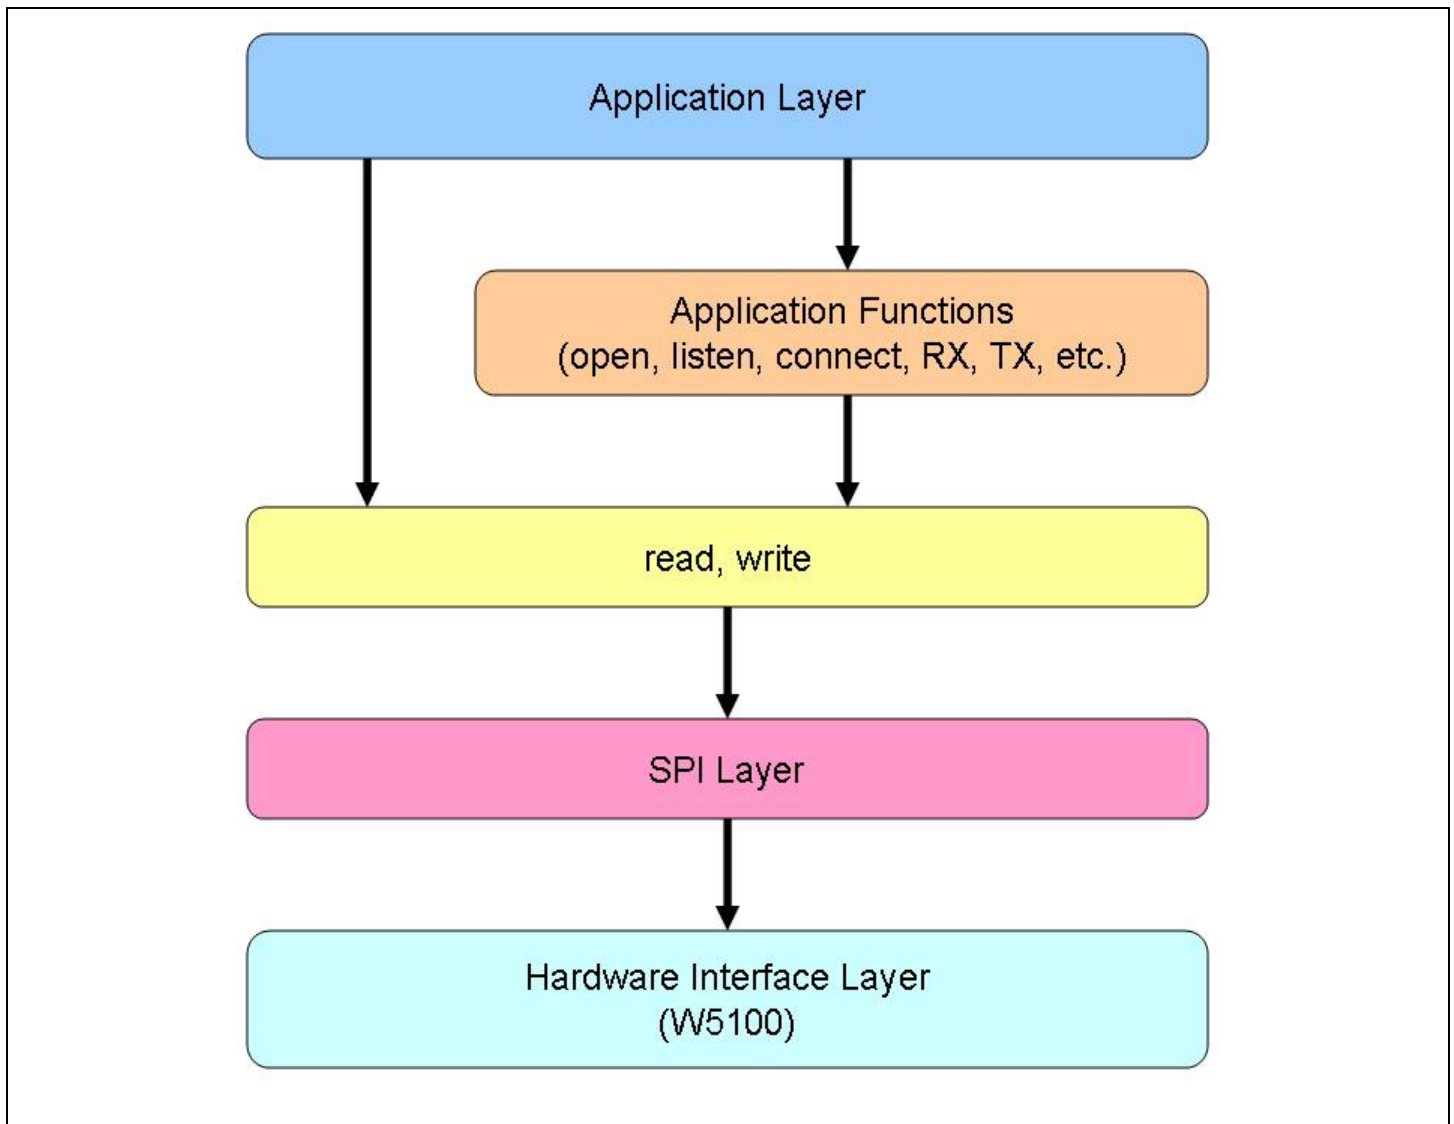 Application Layer
Application Functions
(open, listen, connect, RX, TX, etc.)
read, write
SPI Layer
Hardware Interface Layer
(W5100)